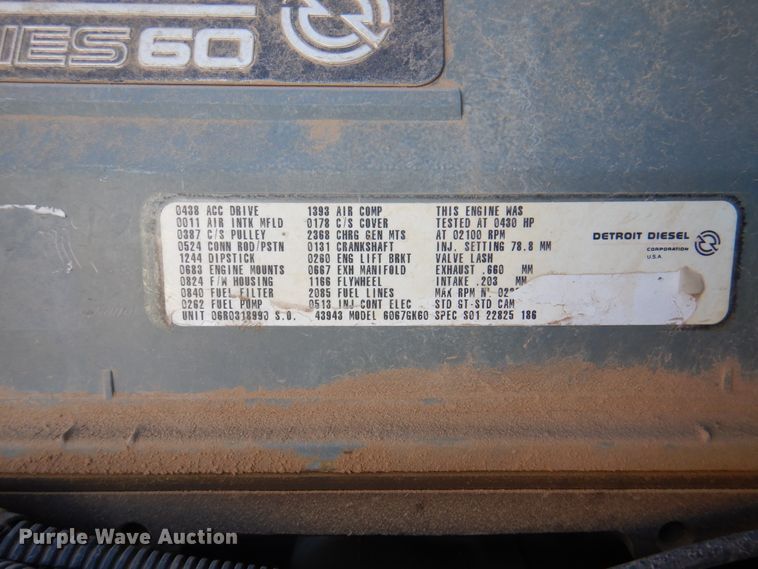 IES60
0438 ACC DRIVE 1393 AIR COMP THIS ENGINE WAS
0011 AIR INTK MFLD 0178 C/S COVER TESTED AT 0430 HP
0387 C/S PULLEY 2368 CHRG GEN MTS AT 02100 RPM
0524 CONN ROD/PSTN 0131 CRANKSHAFT INJ. SETTING 78.8 MM
1244 DIPSTICK 0260 ENG LIFT BRKT VALVE LASH
0683 ENGINE MOUNTS 0667 EXH MANIFOLD EXHAUST .660 MM
0824 F/W HOUSING 1166 FLYWHEEL INTAKE .203 MM
0840 FUEL FILTER 2085 FUEL LINES MAX RPM
0262 FUEL PUMP 0513 INJ CONT ELEC STD GT-STD CAM
UNIT 06R0318990 S.O. 43943 MODEL 6067GK60 SPEC S01 22825 186
DETROIT DIESEL
CORPORATION
U.S.A.
Purple Wave Auction